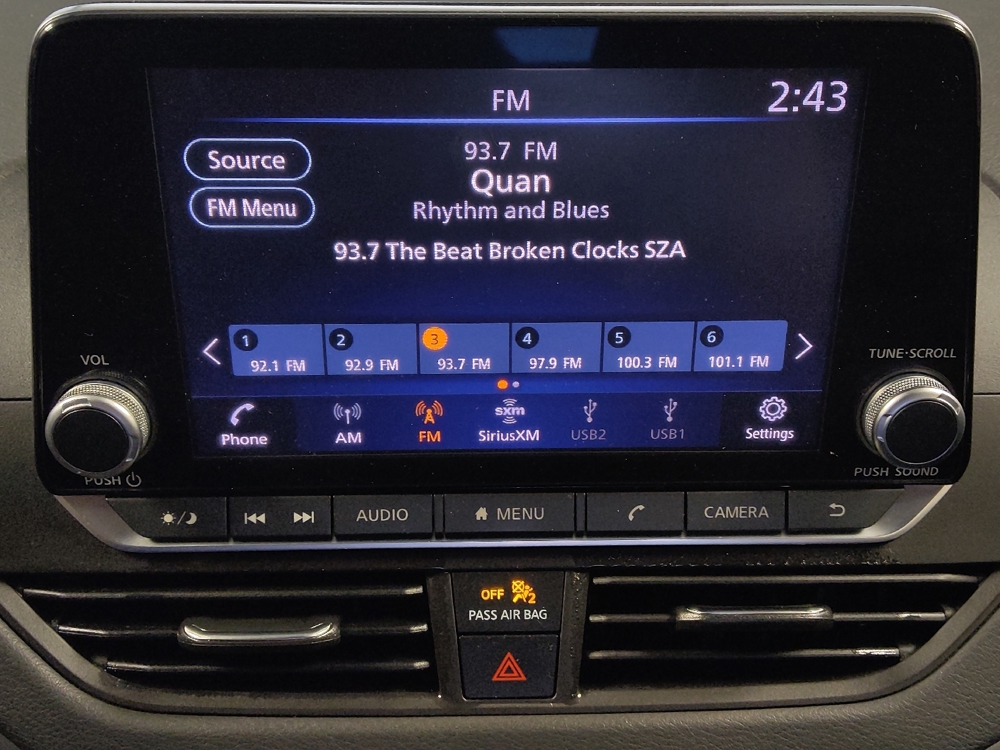 FM
2:43
Source
93.7 FM
Quan
FM Menu
Rhythm and Blues
93.7 The Beat Broken Clocks SZA
1 2 3 4 5 6
92.1 FM 92.9 FM 93.7 FM 97.9 FM 100.3 FM 101.1 FM
VOL
TUNE·SCROLL
sxm
Phone AM FM SiriusXM USB2 USB1 Settings
PUSH
PUSH SOUND
AUDIO MENU CAMERA
OFF 2
PASS AIR BAG